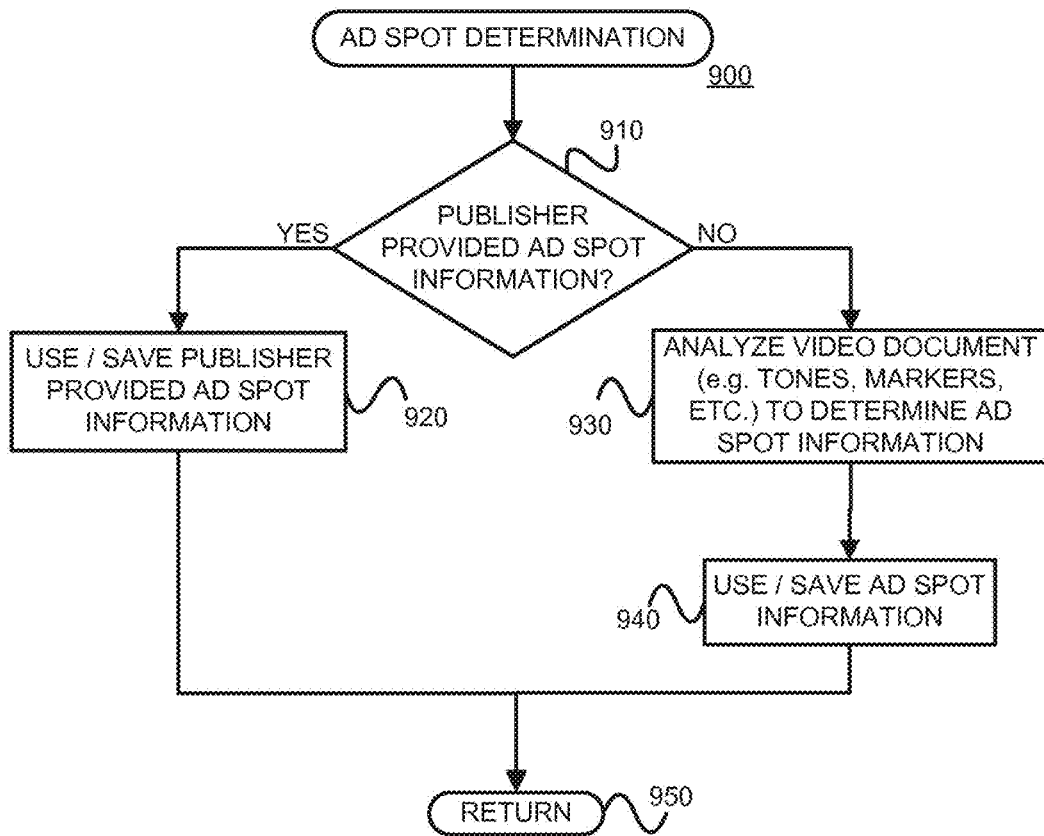 AD SPOT DETERMINATION
900
910
PUBLISHER
PROVIDED AD SPOT
INFORMATION?
YES
NO
USE / SAVE PUBLISHER
PROVIDED AD SPOT
INFORMATION
920
ANALYZE VIDEO DOCUMENT
(e.g. TONES, MARKERS,
ETC.) TO DETERMINE AD
SPOT INFORMATION
930
USE / SAVE AD SPOT
INFORMATION
940
RETURN
950